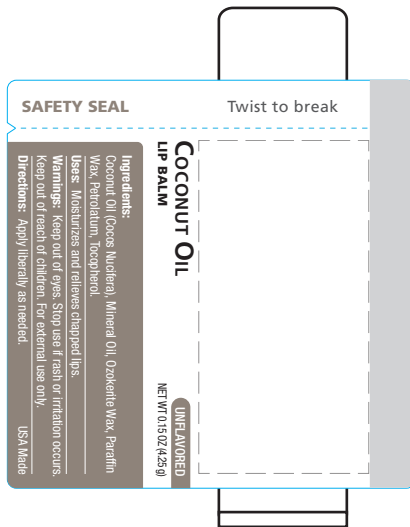 SAFETY SEAL
Twist to break
COCONUT OIL
LIP BALM
UNFLAVORED
NET WT 0.15 OZ (4.25 g)
Ingredients:
Coconut Oil (Cocos Nucifera), Mineral Oil, Ozokerite Wax, Paraffin
Wax, Petrolatum, Tocopherol.
Uses: Moisturizes and relieves chapped lips.
Warnings: Keep out of eyes. Stop use if rash or irritation occurs.
Keep out of reach of children. For external use only.
Directions: Apply liberally as needed.
USA Made